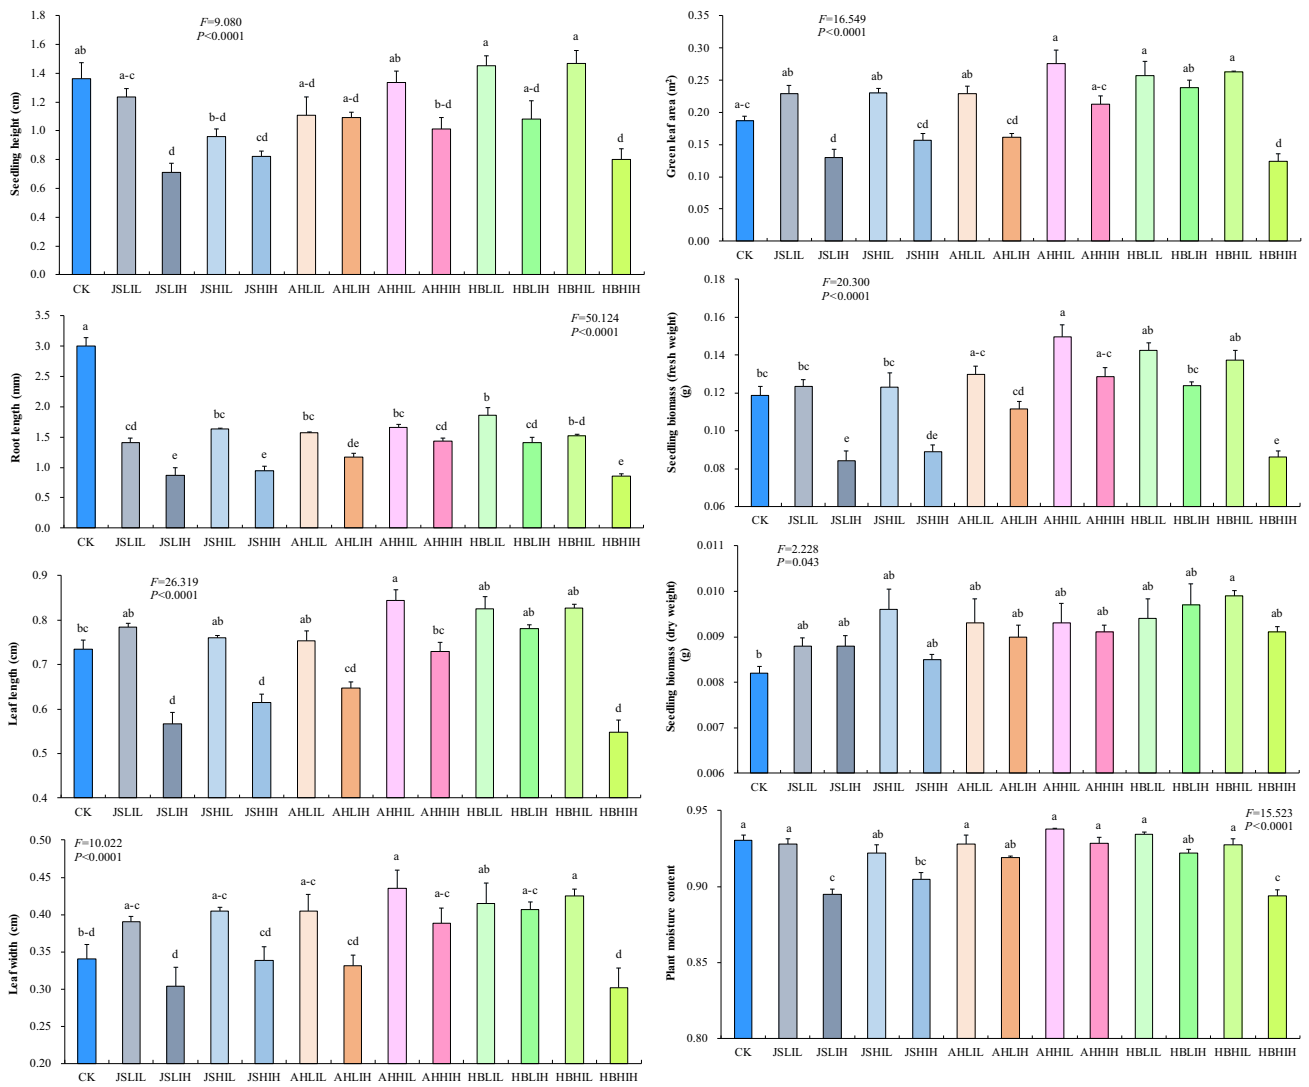 F=9.080
P<0.0001
Seedling height (cm)
1.8
1.6
1.4
1.2
1.0
0.8
0.6
0.4
0.2
0.0
ab a-c d b-d cd a-d a-d ab b-d a a-d a d
CK JSLIL JSLIH JSHIL JSHIH AHLIL AHLIH AHHIL AHHIH HBLIL HBLIH HBHIL HBHIH
F=50.124
P<0.0001
Root length (mm)
3.5
3.0
2.5
2.0
1.5
1.0
0.5
0.0
a cd e bc e bc de bc cd b cd b-d e
CK JSLIL JSLIH JSHIL JSHIH AHLIL AHLIH AHHIL AHHIH HBLIL HBLIH HBHIL HBHIH
F=26.319
P<0.0001
Leaf length (cm)
0.9
0.8
0.7
0.6
0.5
0.4
bc ab d ab d ab cd a bc ab ab ab d
CK JSLIL JSLIH JSHIL JSHIH AHLIL AHLIH AHHIL AHHIH HBLIL HBLIH HBHIL HBHIH
F=10.022
P<0.0001
Leaf width (cm)
0.50
0.45
0.40
0.35
0.30
0.25
0.20
b-d a-c d a-c cd a-c cd a a-c ab a-c a d
CK JSLIL JSLIH JSHIL JSHIH AHLIL AHLIH AHHIL AHHIH HBLIL HBLIH HBHIL HBHIH
F=16.549
P<0.0001
Green leaf area (m²)
0.35
0.30
0.25
0.20
0.15
0.10
0.05
0.00
a-c ab d ab cd ab cd a a-c a ab a d
CK JSLIL JSLIH JSHIL JSHIH AHLIL AHLIH AHHIL AHHIH HBLIL HBLIH HBHIL HBHIH
F=20.300
P<0.0001
Seedling biomass (fresh weight)
(g)
0.18
0.16
0.14
0.12
0.10
0.08
0.06
bc bc e bc de a-c cd a a-c ab bc ab e
CK JSLIL JSLIH JSHIL JSHIH AHLIL AHLIH AHHIL AHHIH HBLIL HBLIH HBHIL HBHIH
F=2.228
P=0.043
Seedling biomass (dry weight)
(g)
0.011
0.010
0.009
0.008
0.007
0.006
b ab ab ab ab ab ab ab ab ab ab a ab
CK JSLIL JSLIH JSHIL JSHIH AHLIL AHLIH AHHIL AHHIH HBLIL HBLIH HBHIL HBHIH
F=15.523
P<0.0001
Plant moisture content
0.95
0.90
0.85
0.80
a a c ab bc a ab a a a ab a c
CK JSLIL JSLIH JSHIL JSHIH AHLIL AHLIH AHHIL AHHIH HBLIL HBLIH HBHIL HBHIH